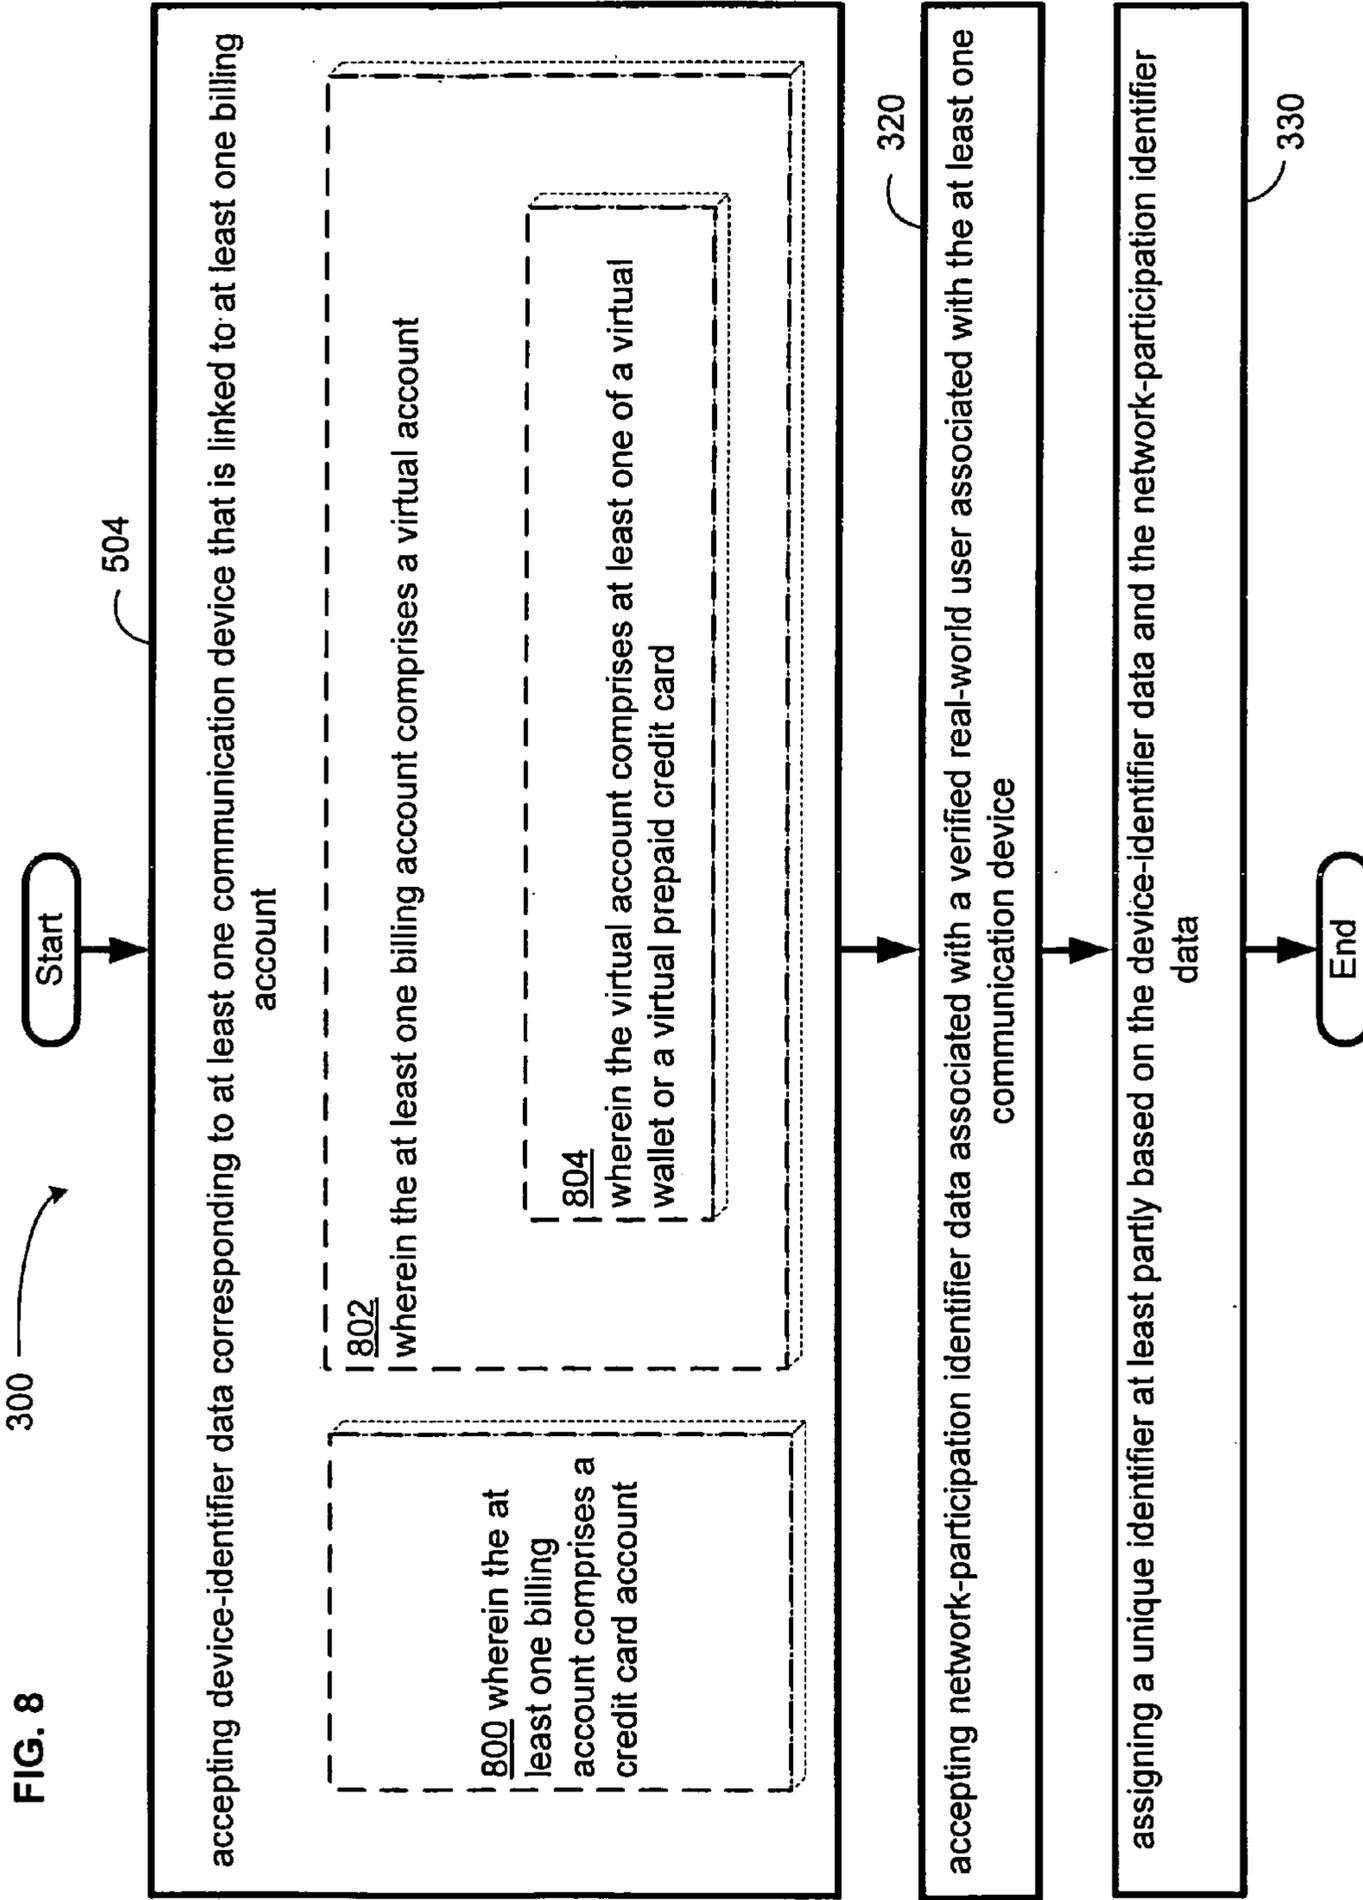 FIG. 8
300
Start
504
accepting device-identifier data corresponding to at least one communication device that is linked to at least one billing
account
800 wherein the at
least one billing
account comprises a
credit card account
802
wherein the at least one billing account comprises a virtual account
804
wherein the virtual account comprises at least one of a virtual
wallet or a virtual prepaid credit card
320
accepting network-participation identifier data associated with a verified real-world user associated with the at least one
communication device
assigning a unique identifier at least partly based on the device-identifier data and the network-participation identifier
data
330
End